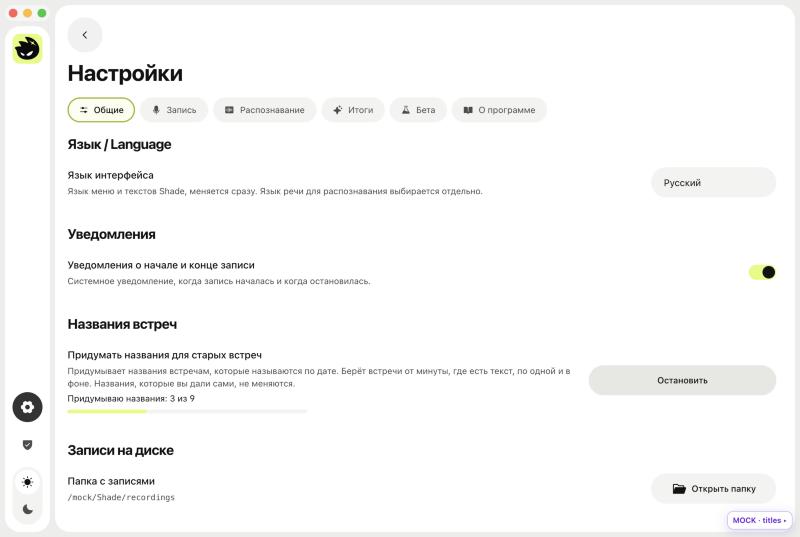 Настройки
Общие
Запись
Распознавание
Итоги
Бета
О программе
Язык / Language
Язык интерфейса
Язык меню и текстов Shade, меняется сразу. Язык речи для распознавания выбирается отдельно.
Русский
Уведомления
Уведомления о начале и конце записи
Системное уведомление, когда запись началась и когда остановилась.
Названия встреч
Придумать названия для старых встреч
Придумывает названия встречам, которые называются по дате. Берёт встречи от минуты, где есть текст, по одной и в
фоне. Названия, которые вы дали сами, не меняются.
Придумываю названия: 3 из 9
Остановить
Записи на диске
Папка с записями
/mock/Shade/recordings
Открыть папку
MOCK · titles